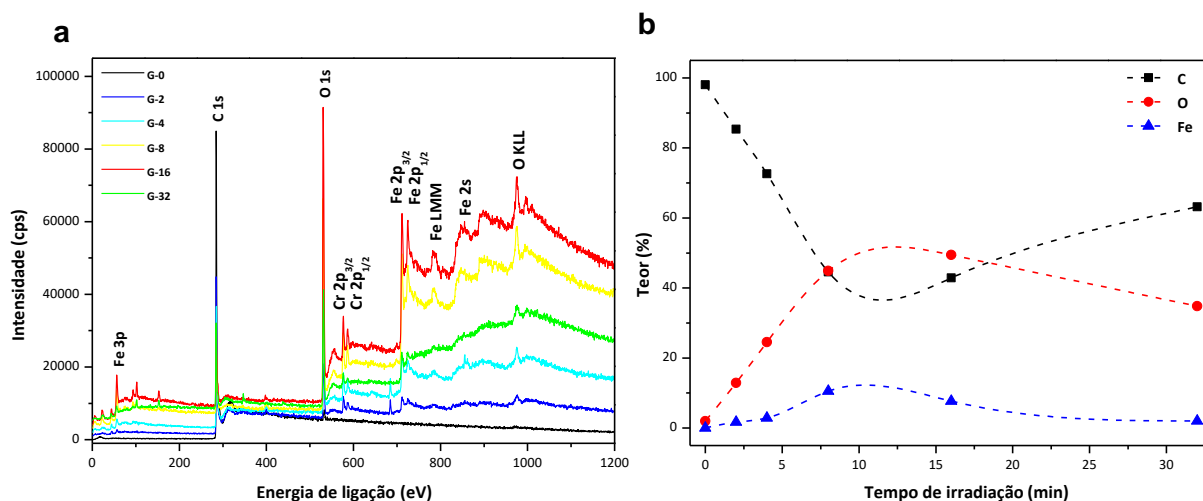 a
Intensidade (cps)
100000
80000
60000
40000
20000
0
G-0
G-2
G-4
G-8
G-16
G-32
Fe 3p
C 1s
O 1s
Cr 2p3/2
Cr 2p1/2
Fe 2p3/2
Fe 2p1/2
Fe LMM
Fe 2s
O KLL
0 200 400 600 800 1000 1200
Energia de ligação (eV)
b
Teor (%)
100
80
60
40
20
0
C
O
Fe
0 5 10 15 20 25 30
Tempo de irradiação (min)